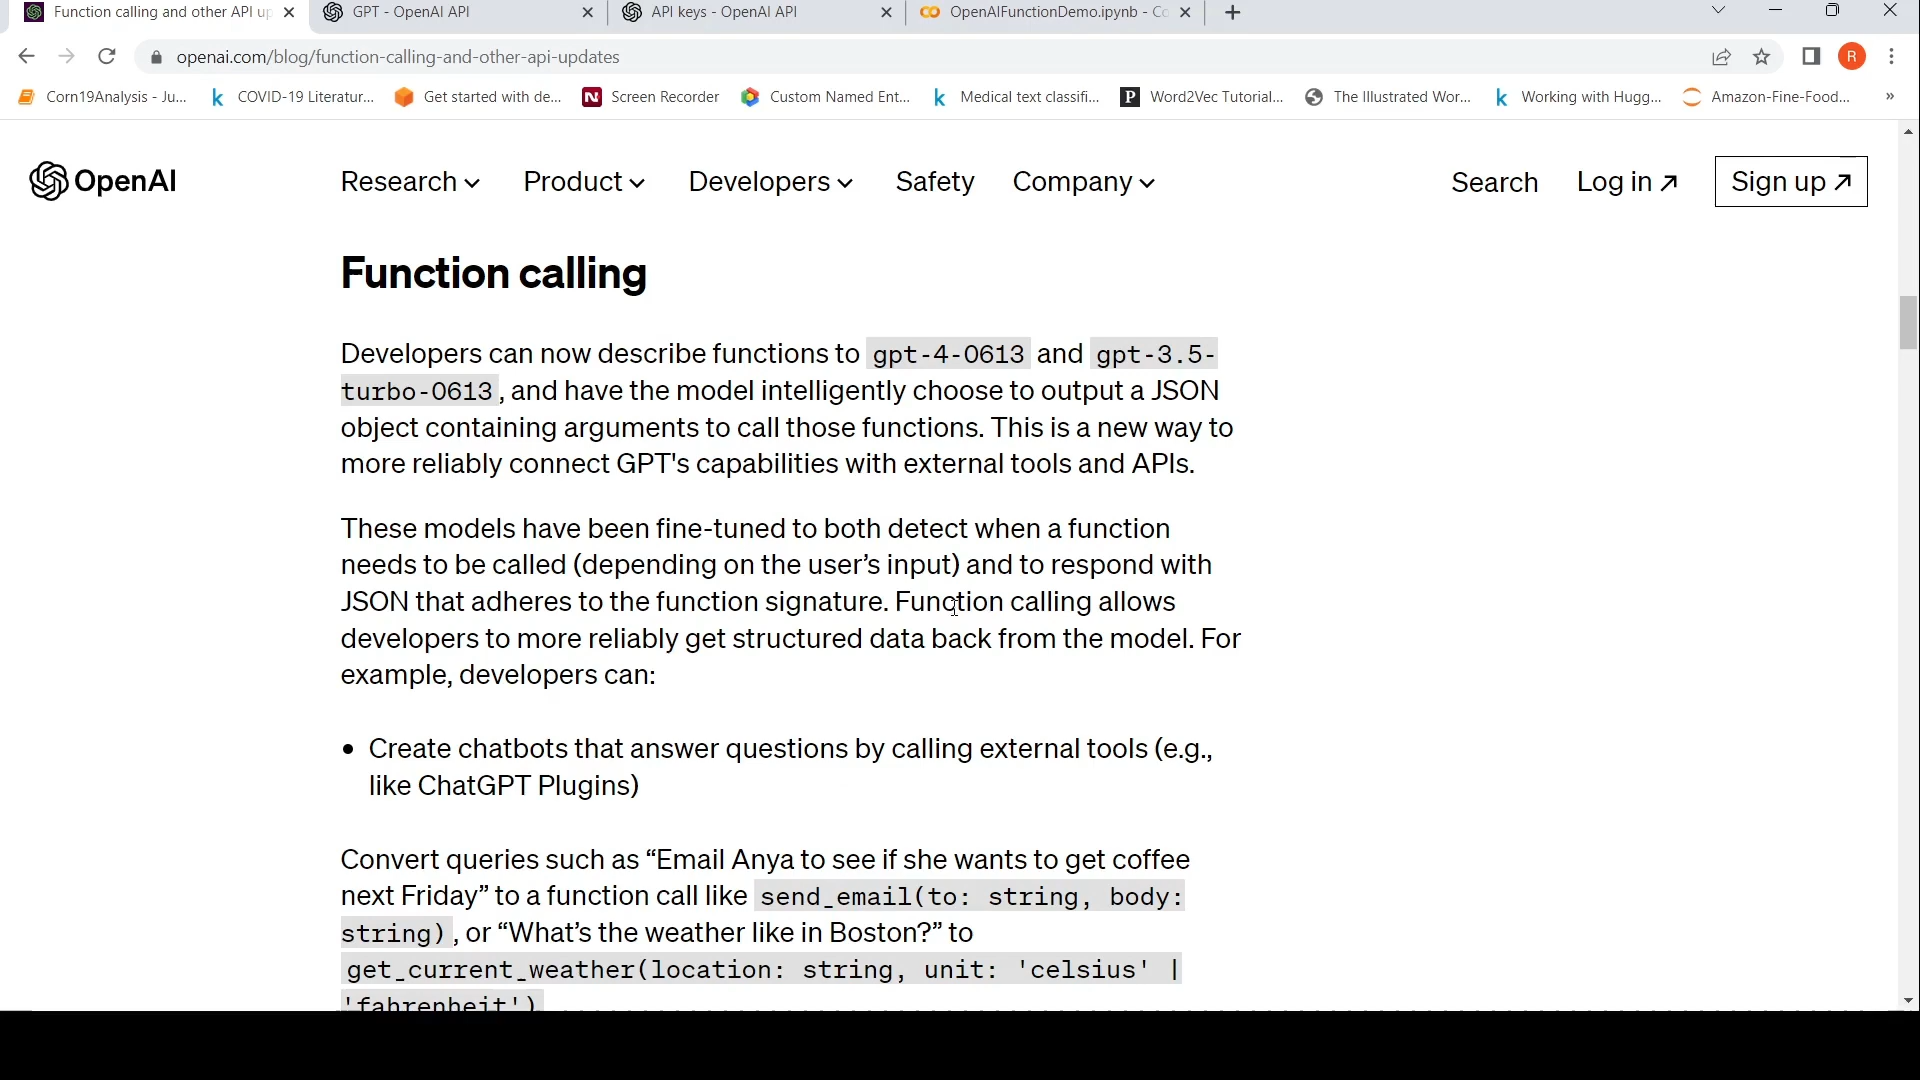 Function calling and other API up
GPT - OpenAI API
API keys - OpenAI API
OpenAIFunctionDemo.ipynb - Co
openai.com/blog/function-calling-and-other-api-updates
R
Corn19Analysis - Ju...
COVID-19 Literatur...
Get started with de...
Screen Recorder
Custom Named Ent...
Medical text classifi...
Word2Vec Tutorial...
The Illustrated Wor...
Working with Hugg...
Amazon-Fine-Food...
»
OpenAI
Research
Product
Developers
Safety
Company
Search
Log in ↗
Sign up ↗
Function calling
Developers can now describe functions to gpt-4-0613 and gpt-3.5-
turbo-0613, and have the model intelligently choose to output a JSON
object containing arguments to call those functions. This is a new way to
more reliably connect GPT's capabilities with external tools and APIs.
These models have been fine-tuned to both detect when a function
needs to be called (depending on the user’s input) and to respond with
JSON that adheres to the function signature. Function calling allows
developers to more reliably get structured data back from the model. For
example, developers can:
• Create chatbots that answer questions by calling external tools (e.g.,
like ChatGPT Plugins)
Convert queries such as “Email Anya to see if she wants to get coffee
next Friday” to a function call like send_email(to: string, body:
string), or “What’s the weather like in Boston?” to
get_current_weather(location: string, unit: 'celsius' |
'fahrenheit')